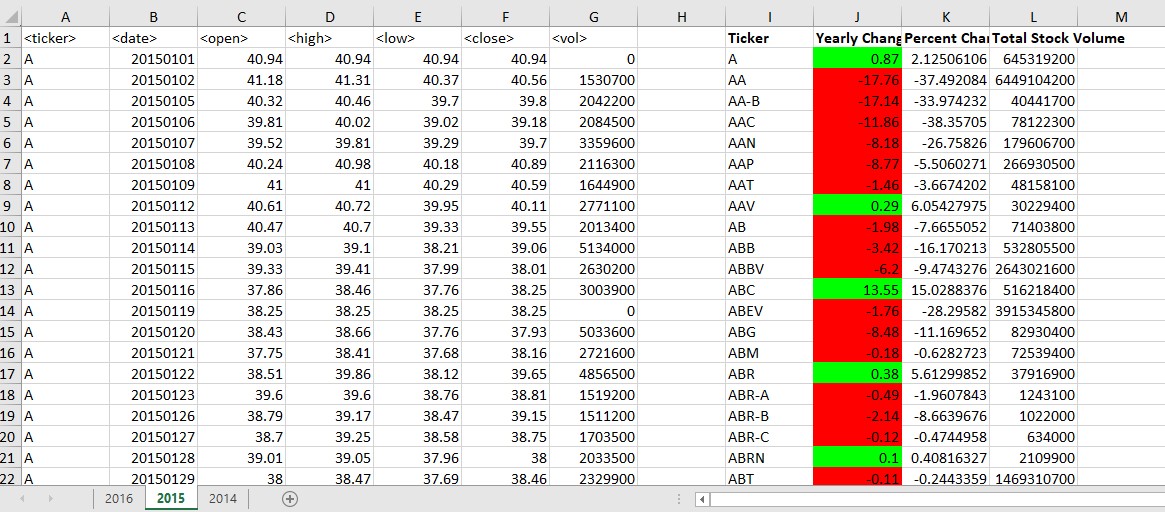 A B C D E F G H I J K L M
1 <ticker> <date> <open> <high> <low> <close> <vol> Ticker Yearly Chang Percent Chai Total Stock Volume
2 A 20150101 40.94 40.94 40.94 40.94 0 A 0.87 2.12506106 645319200
3 A 20150102 41.18 41.31 40.37 40.56 1530700 AA -17.76 -37.492084 6449104200
4 A 20150105 40.32 40.46 39.7 39.8 2042200 AA-B -17.14 -33.974232 40441700
5 A 20150106 39.81 40.02 39.02 39.18 2084500 AAC -11.86 -38.35705 78122300
6 A 20150107 39.52 39.81 39.29 39.7 3359600 AAN -8.18 -26.75826 179606700
7 A 20150108 40.24 40.98 40.18 40.89 2116300 AAP -8.77 -5.5060271 266930500
8 A 20150109 41 41 40.29 40.59 1644900 AAT -1.46 -3.6674202 48158100
9 A 20150112 40.61 40.72 39.95 40.11 2771100 AAV 0.29 6.05427975 30229400
10 A 20150113 40.47 40.7 39.33 39.55 2013400 AB -1.98 -7.6655052 71403800
11 A 20150114 39.03 39.1 38.21 39.06 5134000 ABB -3.42 -16.170213 532805500
12 A 20150115 39.33 39.41 37.99 38.01 2630200 ABBV -6.2 -9.4743276 2643021600
13 A 20150116 37.86 38.46 37.76 38.25 3003900 ABC 13.55 15.0288376 516218400
14 A 20150119 38.25 38.25 38.25 38.25 0 ABEV -1.76 -28.29582 3915345800
15 A 20150120 38.43 38.66 37.76 37.93 5033600 ABG -8.48 -11.169652 82930400
16 A 20150121 37.75 38.41 37.68 38.16 2721600 ABM -0.18 -0.6282723 72539400
17 A 20150122 38.51 39.86 38.12 39.65 4856500 ABR 0.38 5.61299852 37916900
18 A 20150123 39.6 39.6 38.76 38.81 1519200 ABR-A -0.49 -1.9607843 1243100
19 A 20150126 38.79 39.17 38.47 39.15 1511200 ABR-B -2.14 -8.6639676 1022000
20 A 20150127 38.7 39.25 38.58 38.75 1703500 ABR-C -0.12 -0.4744958 634000
21 A 20150128 39.01 39.05 37.96 38 2033500 ABRN 0.1 0.40816327 2109900
22 A 20150129 38 38.47 37.69 38.46 2329900 ABT -0.11 -0.2443359 1469310700
2016 2015 2014